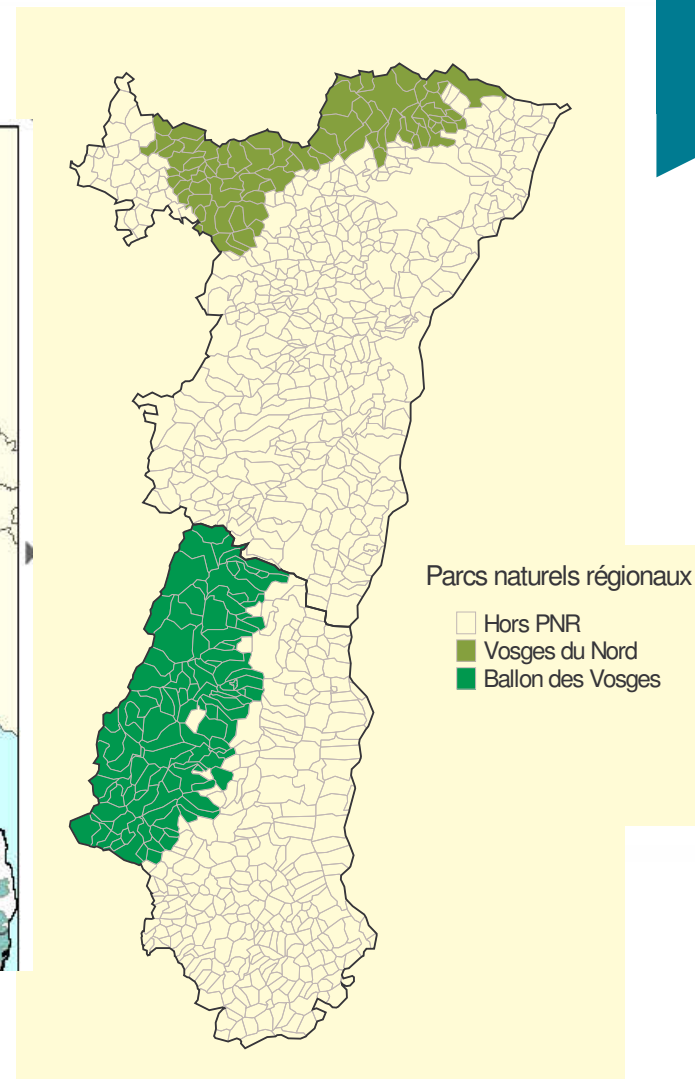 Parcs naturels régionaux
Hors PNR
Vosges du Nord
Ballon des Vosges